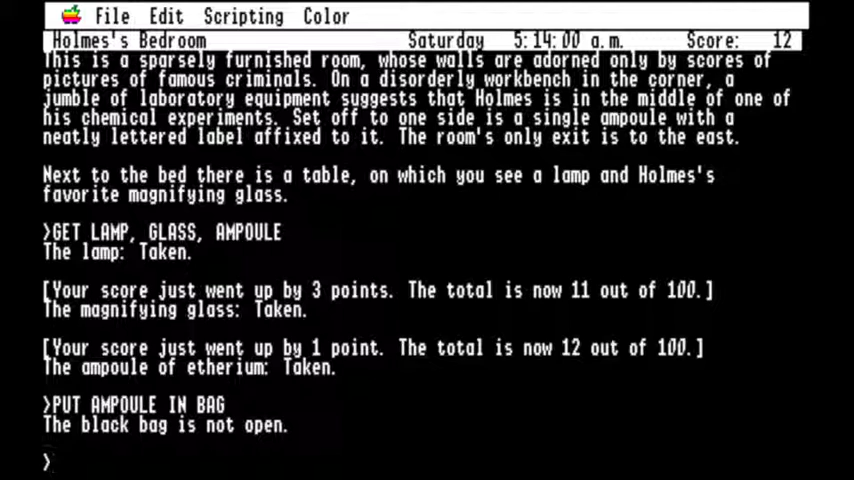 File Edit Scripting Color
Holmes's Bedroom Saturday 5:14:00 a.m. Score: 12
This is a sparsely furnished room, whose walls are adorned only by scores of
pictures of famous criminals. On a disorderly workbench in the corner, a
jumble of laboratory equipment suggests that Holmes is in the middle of one of
his chemical experiments. Set off to one side is a single ampoule with a
neatly lettered label affixed to it. The room's only exit is to the east.
Next to the bed there is a table, on which you see a lamp and Holmes's
favorite magnifying glass.
>GET LAMP, GLASS, AMPOULE
The lamp: Taken.
[Your score just went up by 3 points. The total is now 11 out of 100.]
The magnifying glass: Taken.
[Your score just went up by 1 point. The total is now 12 out of 100.]
The ampoule of etherium: Taken.
>PUT AMPOULE IN BAG
The black bag is not open.
>